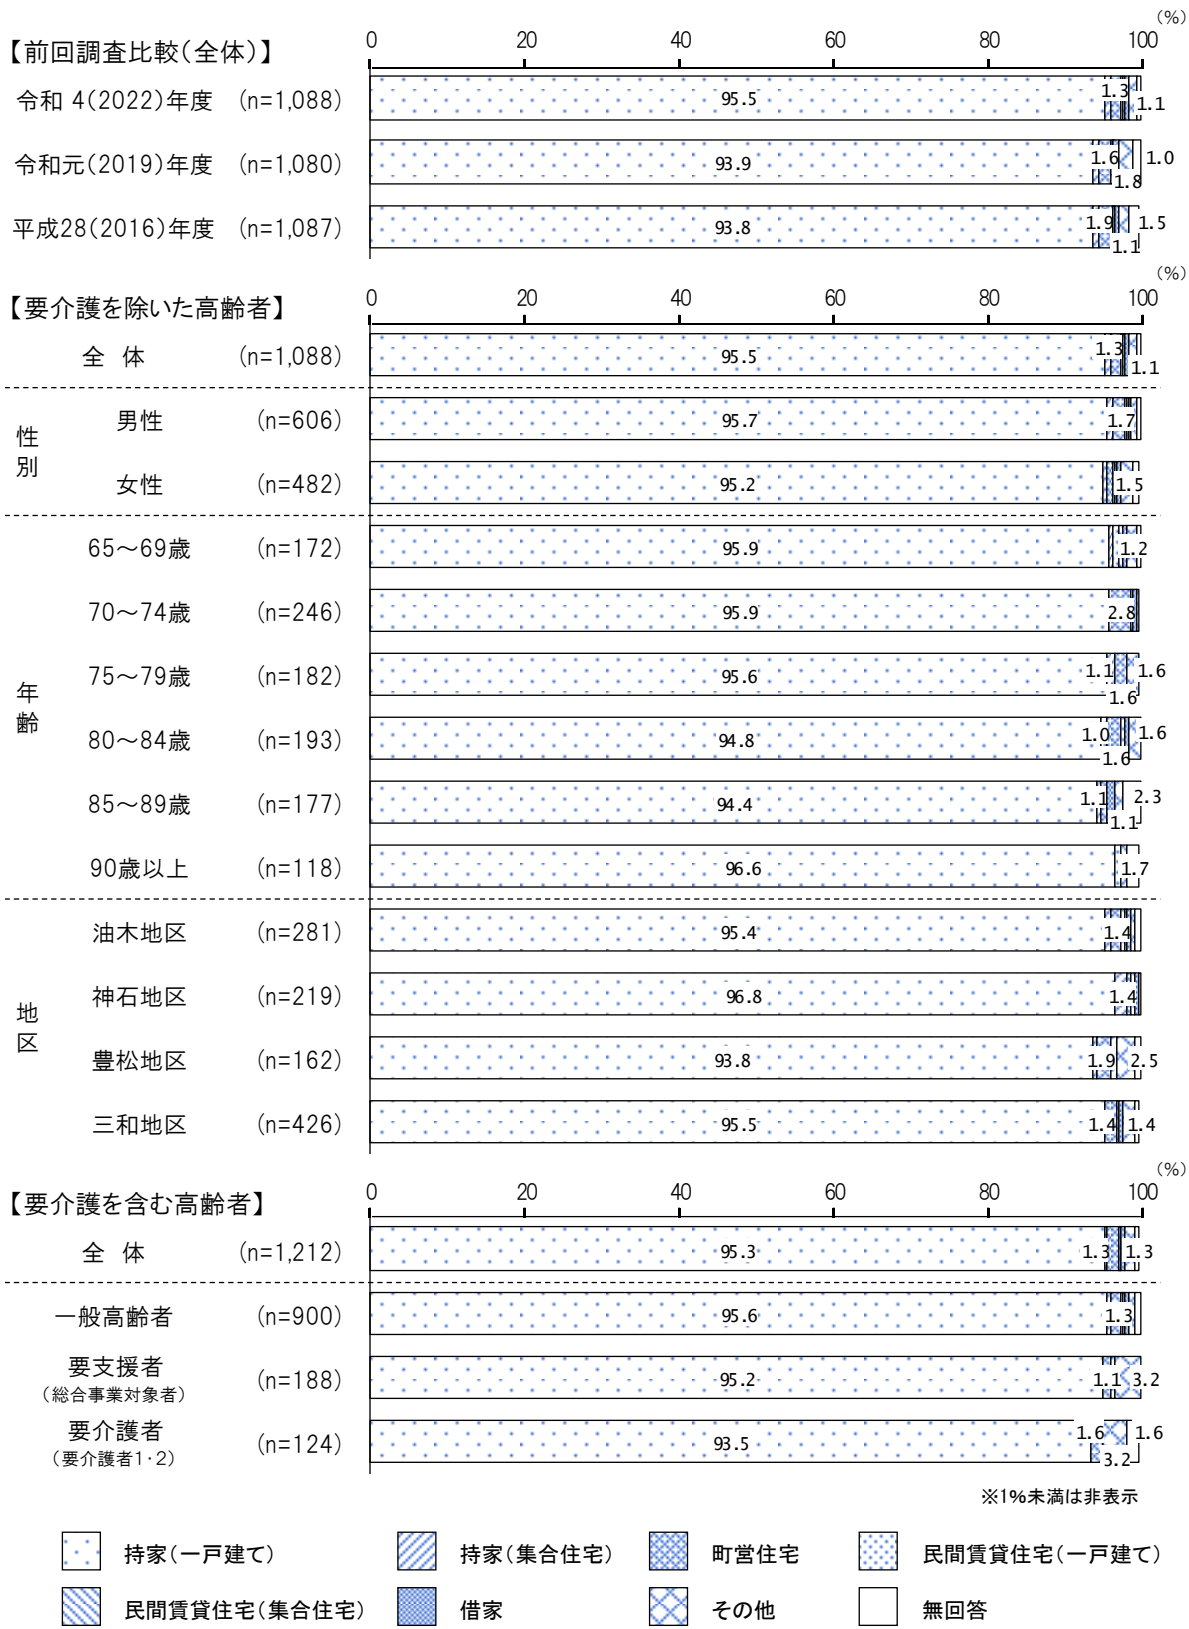 (%)
【前回調査比較(全体)】 0 20 40 60 80 100
令和 4(2022)年度 (n=1,088) 95.5 1.3 1.1
令和元(2019)年度 (n=1,080) 93.9 1.6 1.8 1.0
平成28(2016)年度 (n=1,087) 93.8 1.9 1.1 1.5
(%)
【要介護を除いた高齢者】 0 20 40 60 80 100
全 体 (n=1,088) 95.5 1.3 1.1
性別
男性 (n=606) 95.7 1.7
女性 (n=482) 95.2 1.5
年齢
65～69歳 (n=172) 95.9 1.2
70～74歳 (n=246) 95.9 2.8
75～79歳 (n=182) 95.6 1.1 1.6 1.6
80～84歳 (n=193) 94.8 1.0 1.6 1.6
85～89歳 (n=177) 94.4 1.1 1.1 2.3
90歳以上 (n=118) 96.6 1.7
地区
油木地区 (n=281) 95.4 1.4
神石地区 (n=219) 96.8 1.4
豊松地区 (n=162) 93.8 1.9 2.5
三和地区 (n=426) 95.5 1.4 1.4
(%)
【要介護を含む高齢者】 0 20 40 60 80 100
全 体 (n=1,212) 95.3 1.3 1.3
一般高齢者 (n=900) 95.6 1.3
要支援者
(総合事業対象者) (n=188) 95.2 1.1 3.2
要介護者
(要介護者1・2) (n=124) 93.5 1.6 3.2 1.6
※1%未満は非表示
持家(一戸建て) 持家(集合住宅) 町営住宅 民間賃貸住宅(一戸建て)
民間賃貸住宅(集合住宅) 借家 その他 無回答